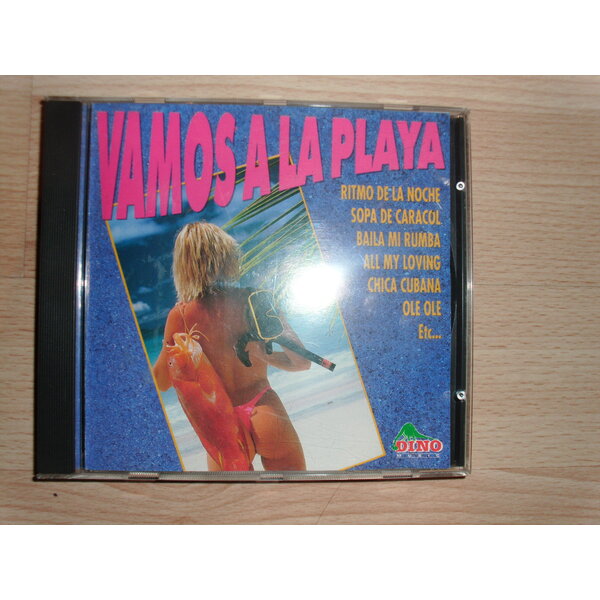 VAMOS A LA PLAYA
RITMO DE LA NOCHE
SOPA DE CARACOL
BAILA MI RUMBA
ALL MY LOVING
CHICA CUBANA
OLE OLE
Etc...
DINO